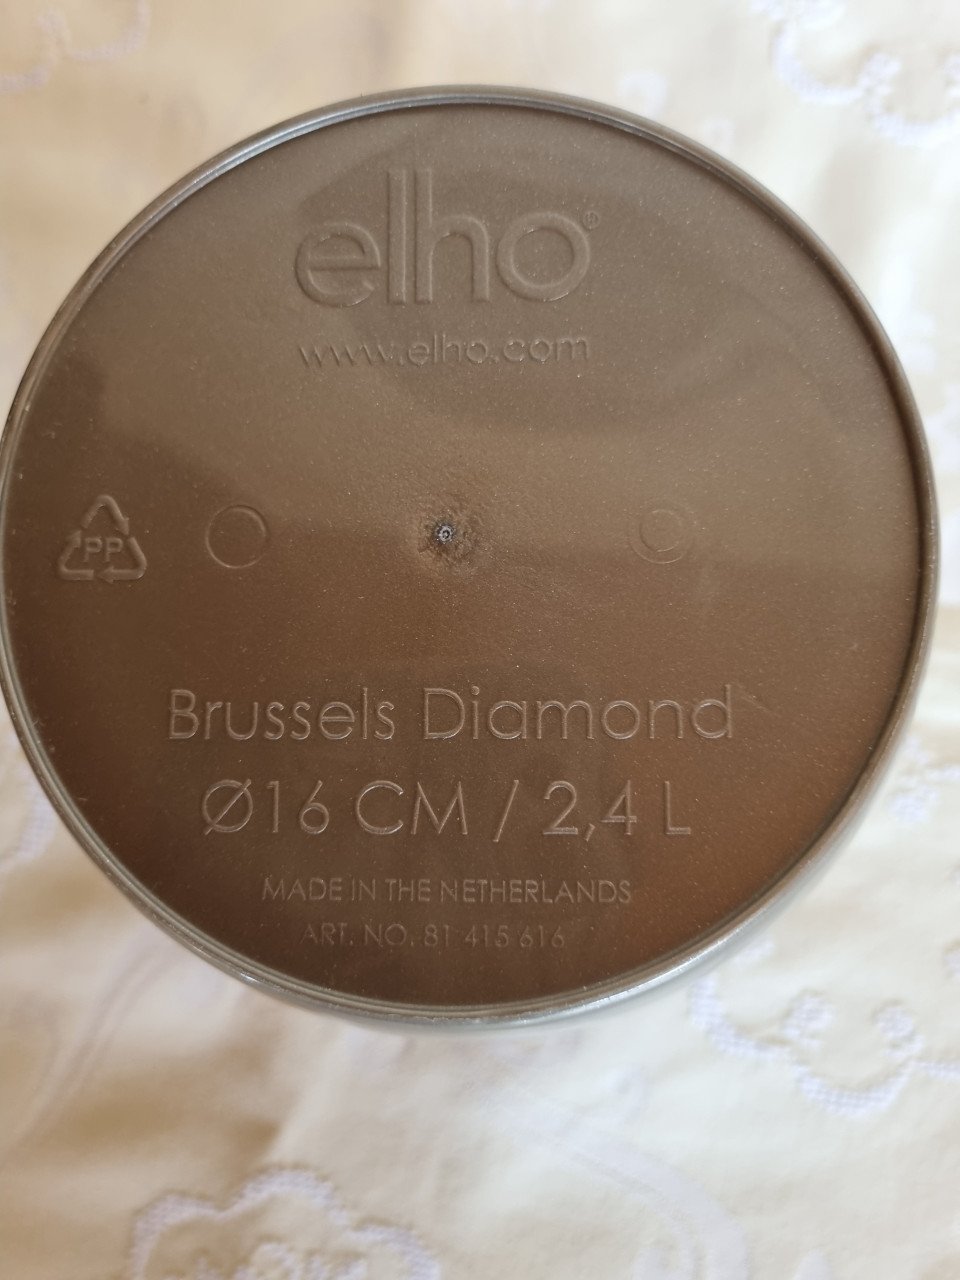 elho®
www.elho.com
PP
Brussels Diamond
Ø16 CM / 2,4 L
MADE IN THE NETHERLANDS
ART. NO. 81 415 616